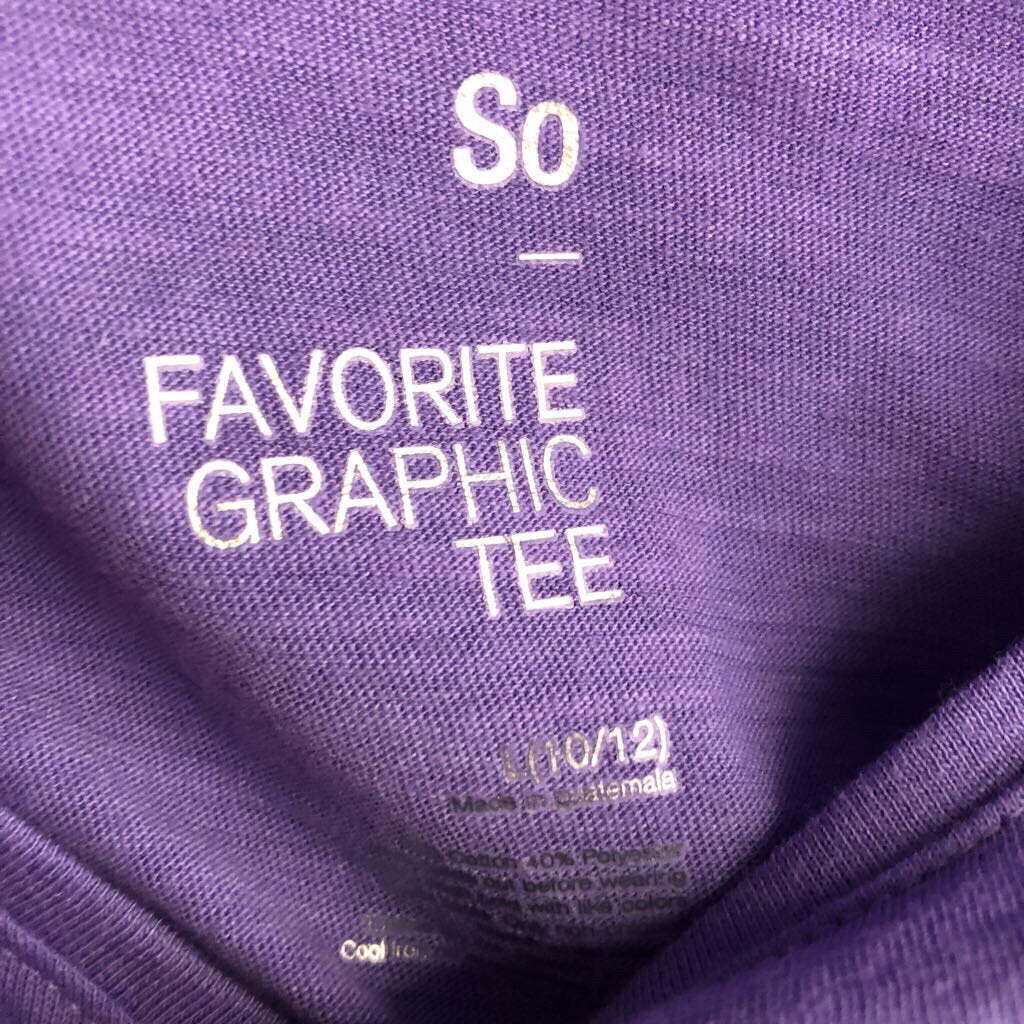 So
FAVORITE
GRAPHIC
TEE
L(10/12)
Made in Guatemala
Cotton 40% Polyester
out before wearing
with like colors
Cool Iron